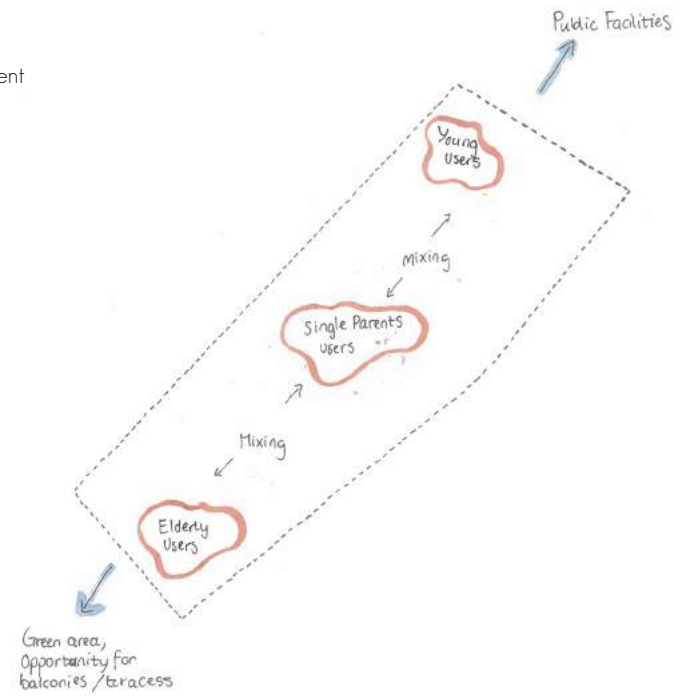 Public Facilities
ent
Young
Users
mixing
Single Parents
users
Mixing
Elderly
Users
Green area,
Opportunity for
balconies / teracess